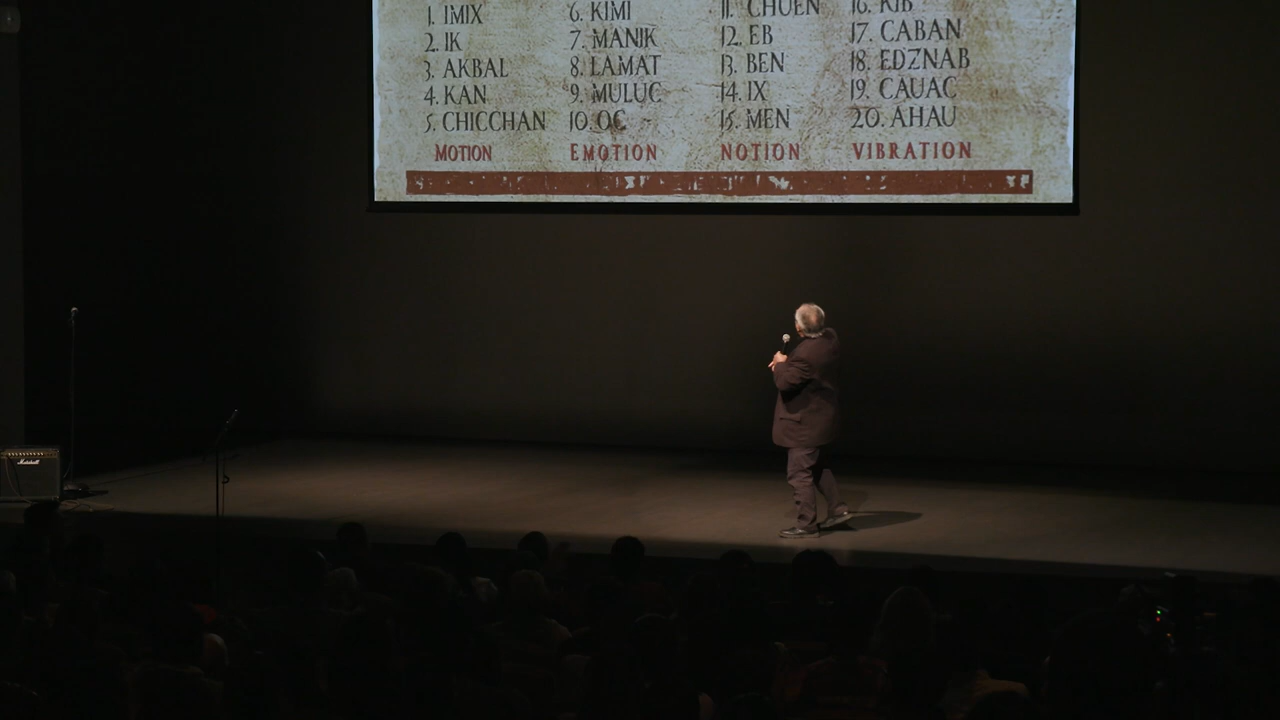 1. IMIX 6. KIMI 11. CHUEN 16. KIB
2. IK 7. MANIK 12. EB 17. CABAN
3. AKBAL 8. LAMAT 13. BEN 18. EDZNAB
4. KAN 9. MULUC 14. IX 19. CAUAC
5. CHICCHAN 10. OC 15. MEN 20. AHAU
MOTION EMOTION NOTION VIBRATION
Marshall